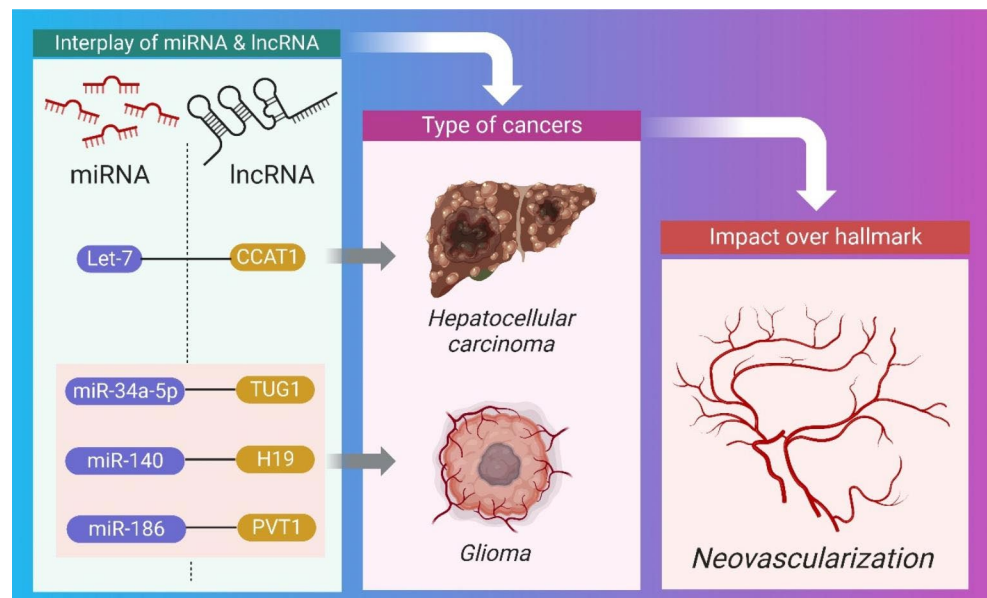 Interplay of miRNA & lncRNA
miRNA
lncRNA
Let-7
CCAT1
miR-34a-5p
TUG1
miR-140
H19
miR-186
PVT1
Type of cancers
Hepatocellular
carcinoma
Glioma
Impact over hallmark
Neovascularization